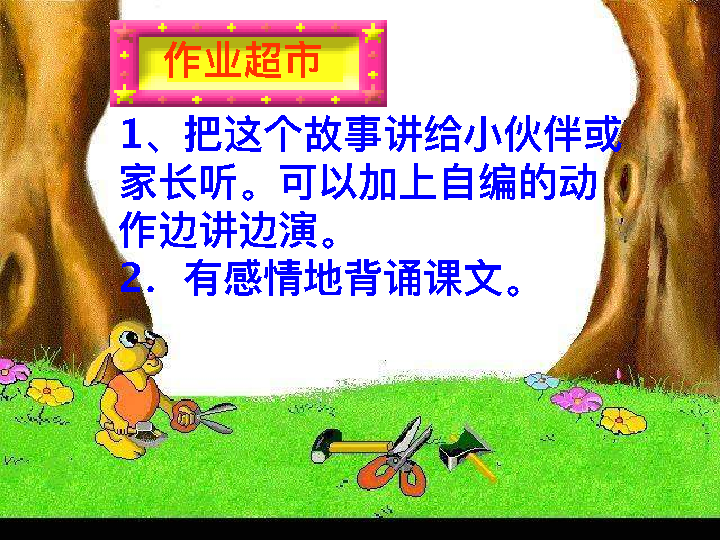 作业超市
1、把这个故事讲给小伙伴或
家长听。可以加上自编的动
作边讲边演。
2．有感情地背诵课文。